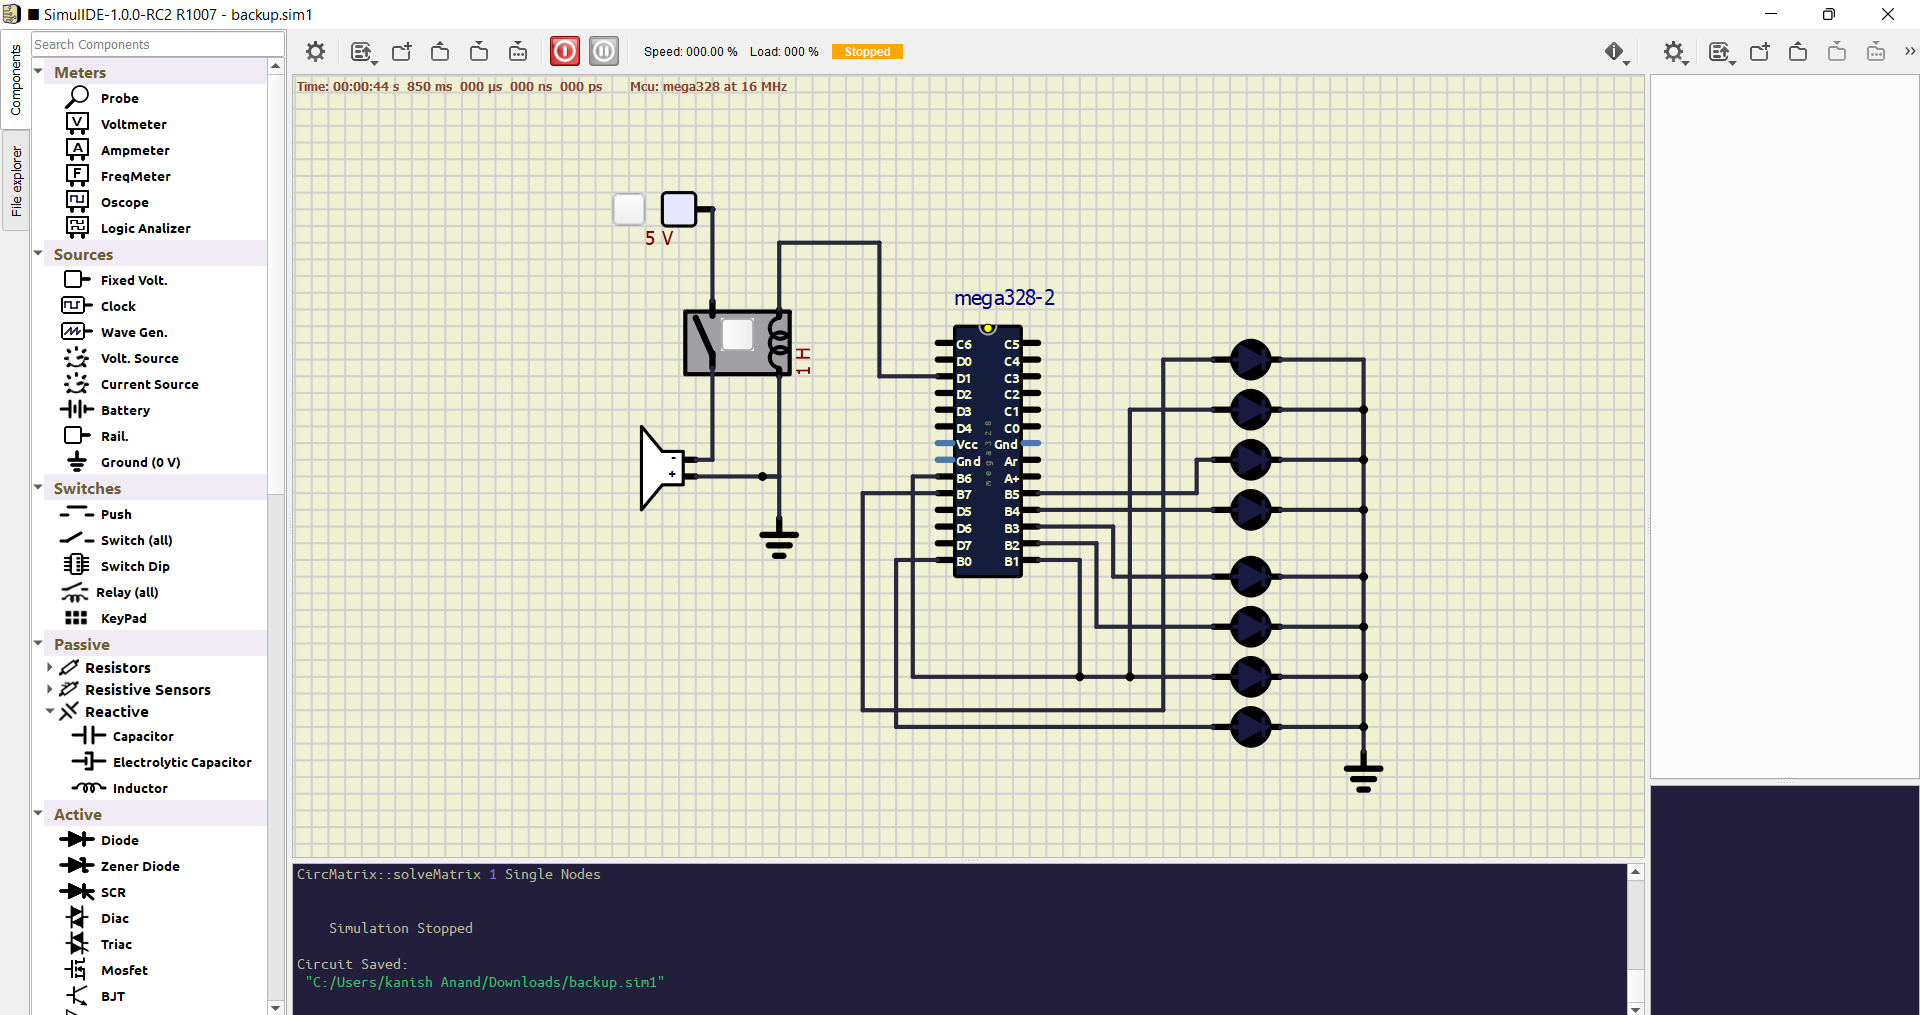 SimulIDE-1.0.0-RC2 R1007 - backup.sim1
Components
File explorer
Search Components
Meters
Probe
Voltmeter
Ampmeter
FreqMeter
Oscope
Logic Analizer
Sources
Fixed Volt.
Clock
Wave Gen.
Volt. Source
Current Source
Battery
Rail.
Ground (0 V)
Switches
Push
Switch (all)
Switch Dip
Relay (all)
KeyPad
Passive
Resistors
Resistive Sensors
Reactive
Capacitor
Electrolytic Capacitor
Inductor
Active
Diode
Zener Diode
SCR
Diac
Triac
Mosfet
BJT
Speed: 000.00 % Load: 000 % Stopped
Time: 00:00:44 s 850 ms 000 µs 000 ns 000 ps Mcu: mega328 at 16 MHz
5 V
1 H
- 
+
mega328-2
C6 C5
D0 C4
D1 C3
D2 C2
D3 C1
D4 C0
Vcc Gnd
Gnd Ar
B6 A+
B7 B5
D5 B4
D6 B3
D7 B2
B0 B1
mega328
CircMatrix::solveMatrix 1 Single Nodes
Simulation Stopped
Circuit Saved:
"C:/Users/kanish Anand/Downloads/backup.sim1"